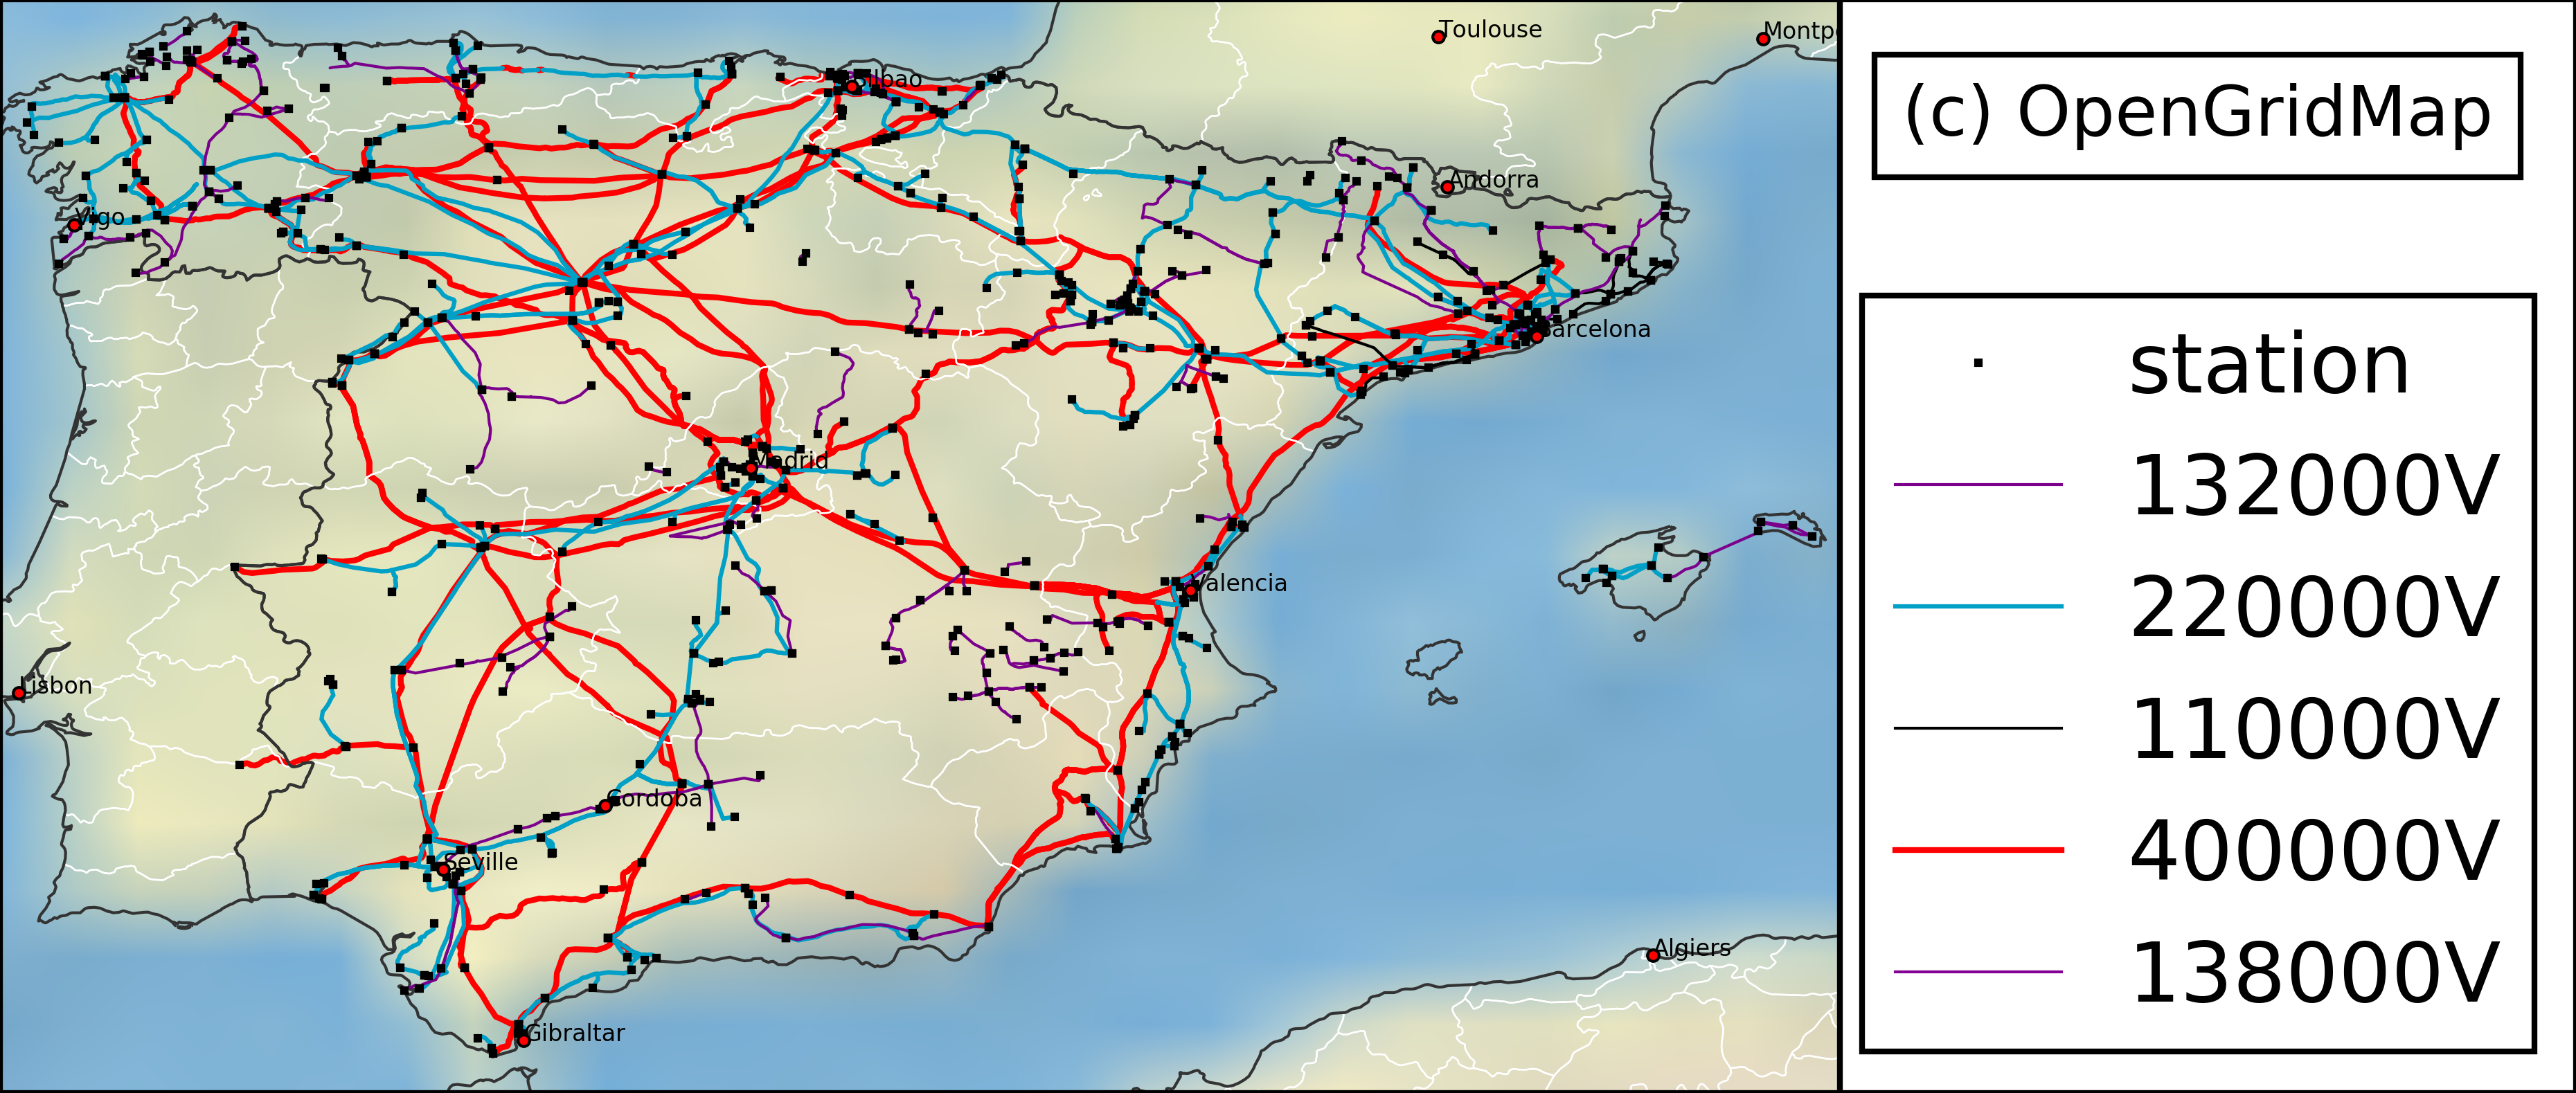 Toulouse
Montp
Bilbao
Andorra
Vigo
Barcelona
Madrid
Valencia
Lisbon
Cordoba
Seville
Algiers
Gibraltar
(c) OpenGridMap
station
132000V
220000V
110000V
400000V
138000V